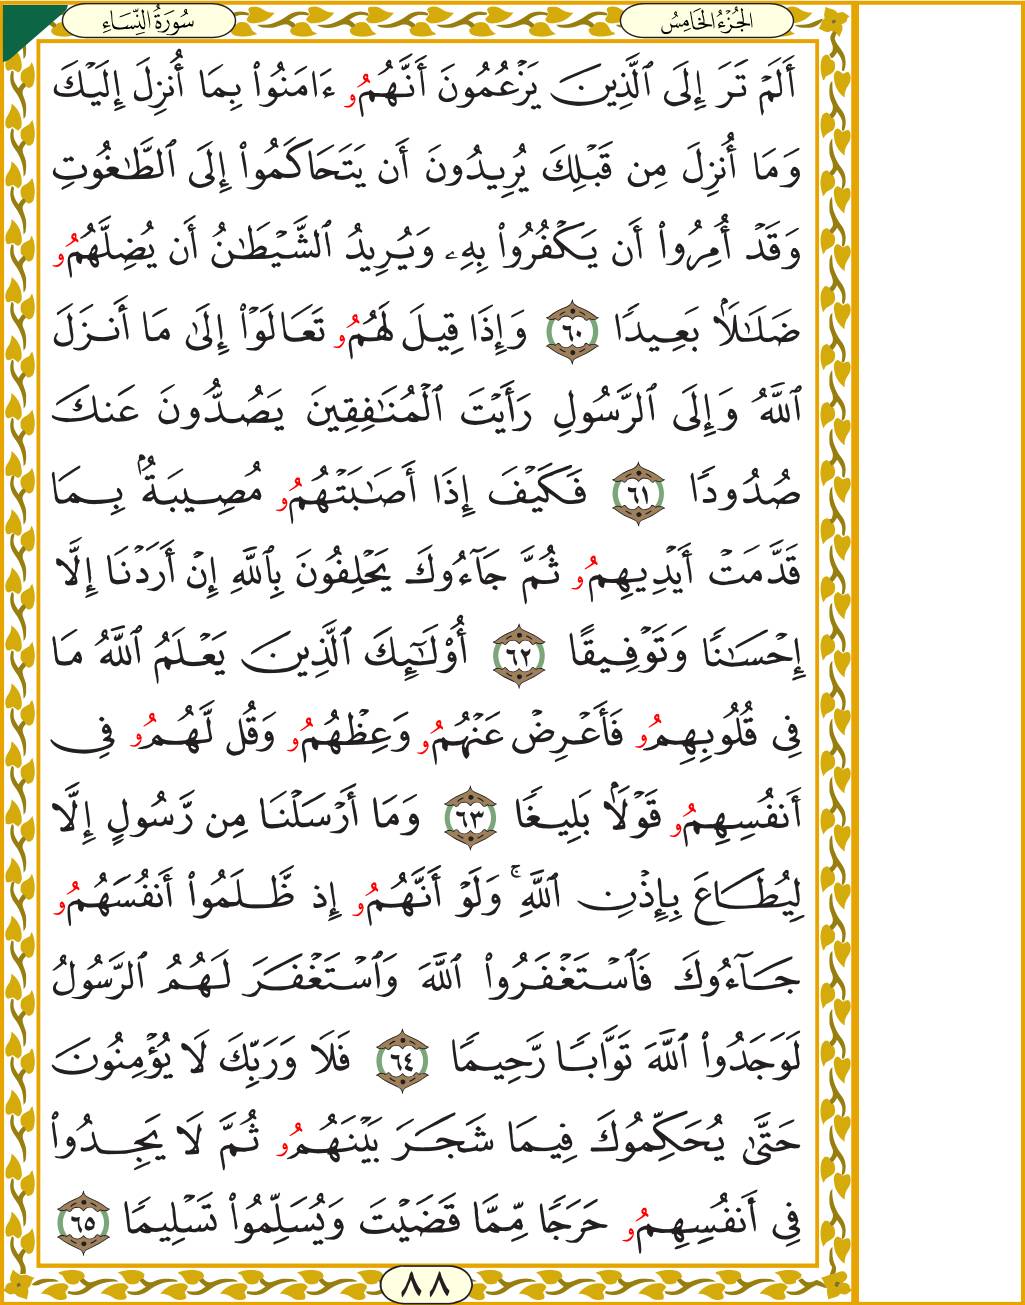 الجُزْءُ الخَامِسُ
سُورَةُ النِّسَاءِ
أَلَمْ تَرَ إِلَى ٱلَّذِينَ يَزْعُمُونَ أَنَّهُمُو ءَامَنُوا۟ بِمَا أُنزِلَ إِلَيْكَ
وَمَا أُنزِلَ مِن قَبْلِكَ يُرِيدُونَ أَن يَتَحَاكَمُوا۟ إِلَى ٱلطَّٰغُوتِ
وَقَدْ أُمِرُوا۟ أَن يَكْفُرُوا۟ بِهِۦ وَيُرِيدُ ٱلشَّيْطَٰنُ أَن يُضِلَّهُمُو
ضَلَٰلَۢا بَعِيدًا ٦٠ وَإِذَا قِيلَ لَهُمُو تَعَالَوْا۟ إِلَىٰ مَا أَنزَلَ
ٱللَّهُ وَإِلَى ٱلرَّسُولِ رَأَيْتَ ٱلْمُنَٰفِقِينَ يَصُدُّونَ عَنكَ
صُدُودًا ٦١ فَكَيْفَ إِذَا أَصَٰبَتْهُمُو مُصِيبَةُۢ بِمَا
قَدَّمَتْ أَيْدِيهِمُو ثُمَّ جَآءُوكَ يَحْلِفُونَ بِٱللَّهِ إِنْ أَرَدْنَا إِلَّا
إِحْسَٰنًا وَتَوْفِيقًا ٦٢ أُو۟لَٰٓئِكَ ٱلَّذِينَ يَعْلَمُ ٱللَّهُ مَا
فِى قُلُوبِهِمُو فَأَعْرِضْ عَنْهُمُو وَعِظْهُمُو وَقُل لَّهُمُو فِى
أَنفُسِهِمُو قَوْلَۢا بَلِيغًا ٦٣ وَمَا أَرْسَلْنَا مِن رَّسُولٍ إِلَّا
لِيُطَاعَ بِإِذْنِ ٱللَّهِۚ وَلَوْ أَنَّهُمُو إِذ ظَّلَمُوا۟ أَنفُسَهُمُو
جَآءُوكَ فَٱسْتَغْفَرُوا۟ ٱللَّهَ وَٱسْتَغْفَرَ لَهُمُ ٱلرَّسُولُ
لَوَجَدُوا۟ ٱللَّهَ تَوَّابًا رَّحِيمًا ٦٤ فَلَا وَرَبِّكَ لَا يُؤْمِنُونَ
حَتَّىٰ يُحَكِّمُوكَ فِيمَا شَجَرَ بَيْنَهُمُو ثُمَّ لَا يَجِدُوا۟
فِى أَنفُسِهِمُو حَرَجًا مِّمَّا قَضَيْتَ وَيُسَلِّمُوا۟ تَسْلِيمًا ٦٥
٨٨